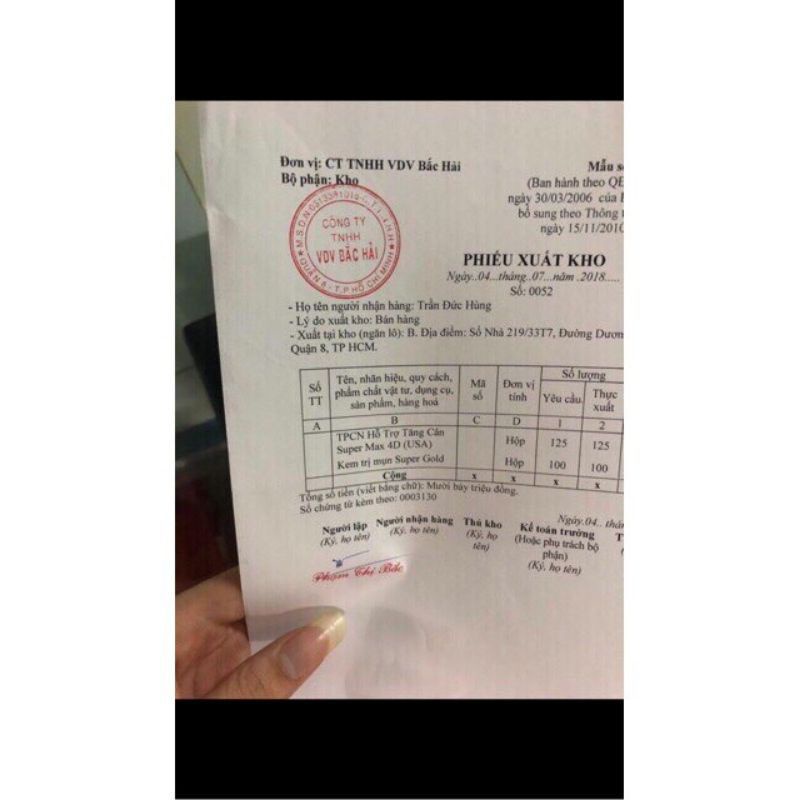 Đơn vị: CT TNHH VDV Bắc Hải
Bộ phận: Kho
Mẫu s
(Ban hành theo QĐ
ngày 30/03/2006 của
bổ sung theo Thông
ngày 15/11/2010
CÔNG TY
TNHH
VDV BẮC HẢI
QUẬN 8 - T.P HỒ CHÍ MINH
PHIẾU XUẤT KHO
Ngày..04...tháng..07...năm .2018.....
Số: 0052
- Họ tên người nhận hàng: Trần Đức Hùng
- Lý do xuất kho: Bán hàng
- Xuất tại kho (ngăn lô): B. Địa điểm: Số Nhà 219/33T7, Đường Dươn
Quận 8, TP HCM.
Số TT
Tên, nhãn hiệu, quy cách, phẩm chất vật tư, dụng cụ, sản phẩm, hàng hoá
Mã số
Đơn vị tính
Số lượng
Yêu cầu
Thực xuất
A B C D 1 2
TPCN Hỗ Trợ Tăng Cân Super Max 4D (USA) Hộp 125 125
Kem trị mụn Super Gold Hộp 100 100
Cộng x x x x
Tổng số tiền (viết bằng chữ): Mười bảy triệu đồng.
Số chứng từ kèm theo: 0003130
Ngày.04.. thán
Người lập
(Ký, họ tên)
Người nhận hàng
(Ký, họ tên)
Thủ kho
(Ký, họ tên)
Kế toán trưởng
(Hoặc phụ trách bộ phận)
(Ký, họ tên)
Phạm Thị Bắc